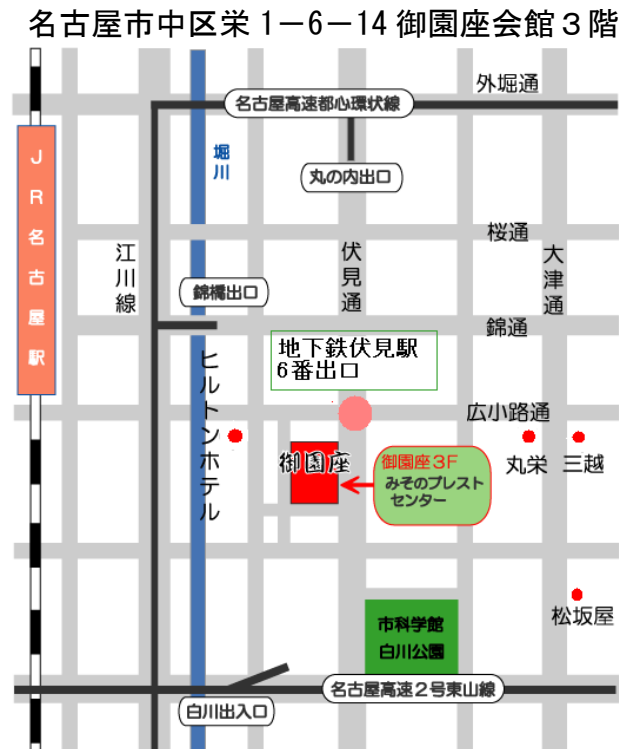 名古屋市中区栄1-6-14御園座会館3階
外堀通
名古屋高速都心環状線
堀川
丸の内出口
JR名古屋駅
桜通
江川線
伏見通
大津通
錦橋出口
錦通
地下鉄伏見駅
6番出口
ヒルトンホテル
広小路通
御園座
御園座3F
みそのプレスト
センター
丸栄
三越
松坂屋
市科学館
白川公園
名古屋高速2号東山線
白川出入口